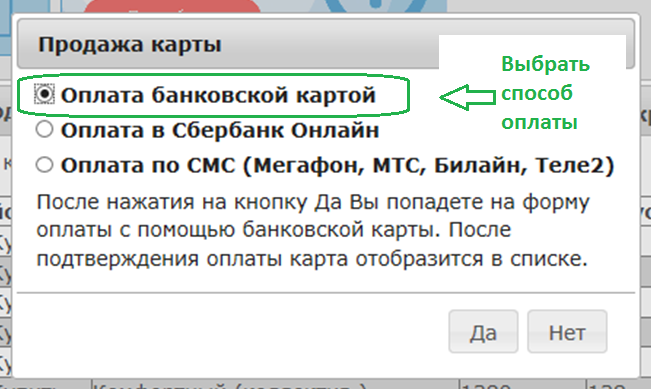 Продажа карты
Оплата банковской картой
Выбрать
способ
оплаты
Оплата в Сбербанк Онлайн
Оплата по СМС (Мегафон, МТС, Билайн, Теле2)
После нажатия на кнопку Да Вы попадете на форму
оплаты с помощью банковской карты. После
подтверждения оплаты карта отобразится в списке.
Да
Нет